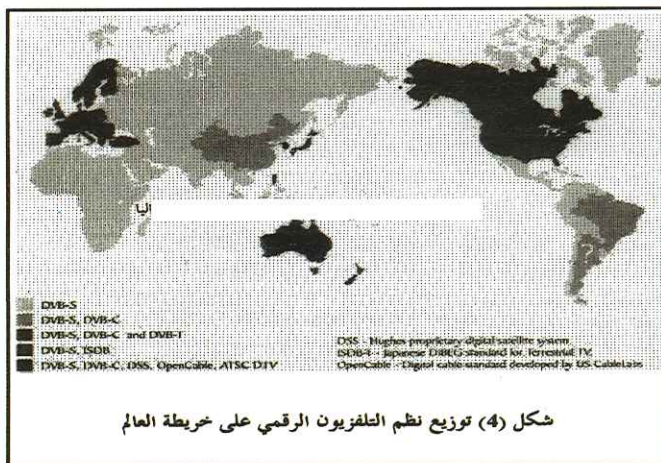 اليا
?
DVB-S
DVB-S, DVB-C
DVB-S, DVB-C and DVB-T
DVB-S, ISDB
DVB-S, DVB-C, DSS, OpenCable, ATSC DTV
DSS - Hughes proprietary digital satellite system
ISDB-T - Japanese DIBEG standard for Terrestrial TV.
OpenCable - Digital cable standard developed by US CableLabs
شكل (4) توزيع نظم التلفزيون الرقمي على خريطة العالم